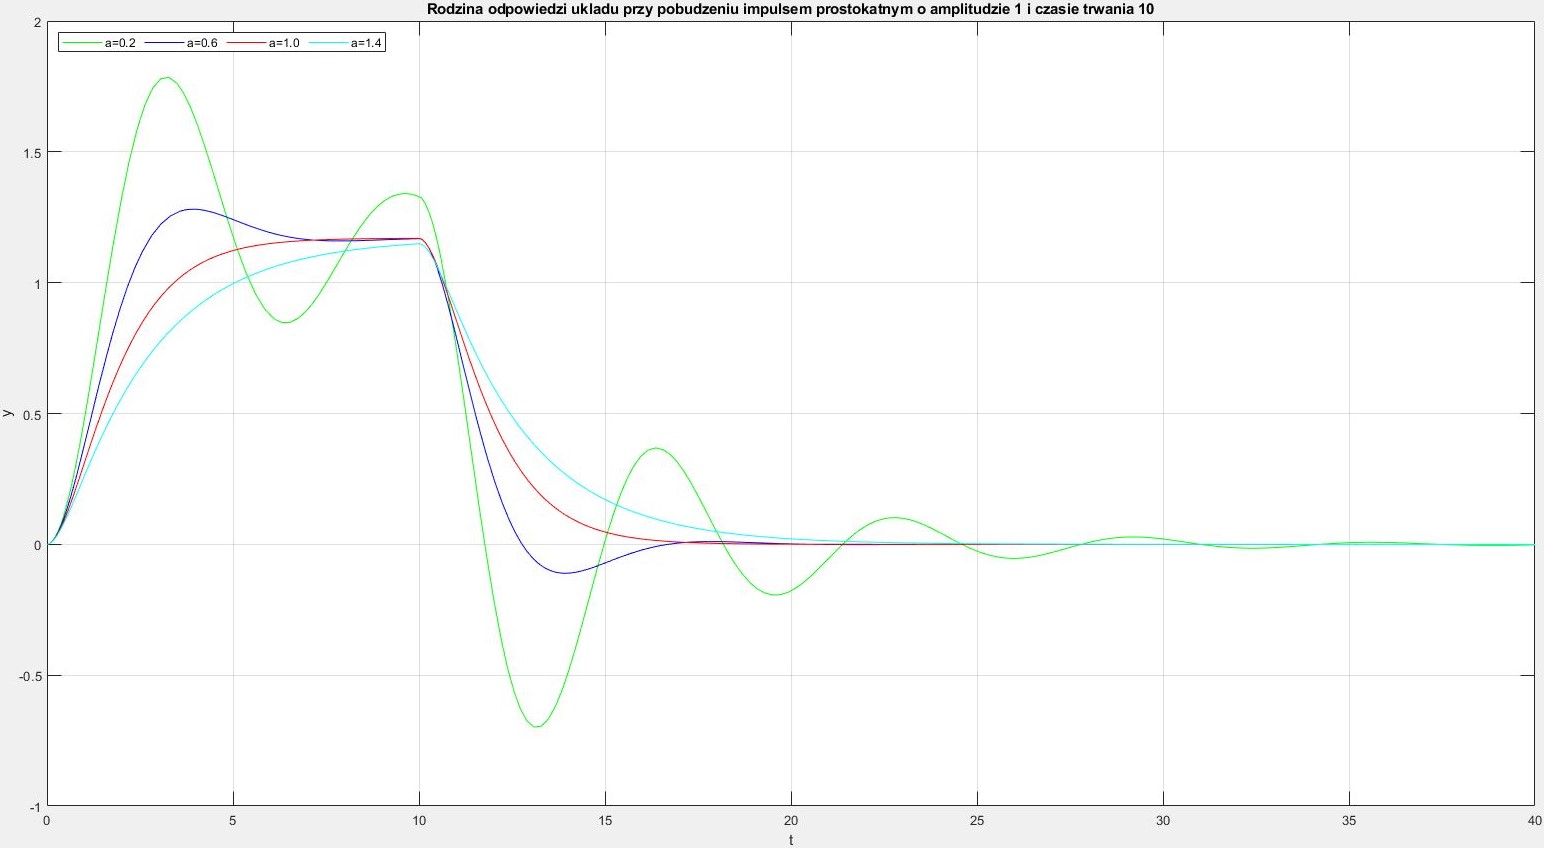 Rodzina odpowiedzi ukladu przy pobudzeniu impulsem prostokatnym o amplitudzie 1 i czasie trwania 10
a=0.2 a=0.6 a=1.0 a=1.4
2
1.5
1
0.5
0
-0.5
-1
y
0 5 10 15 20 25 30 35 40
t